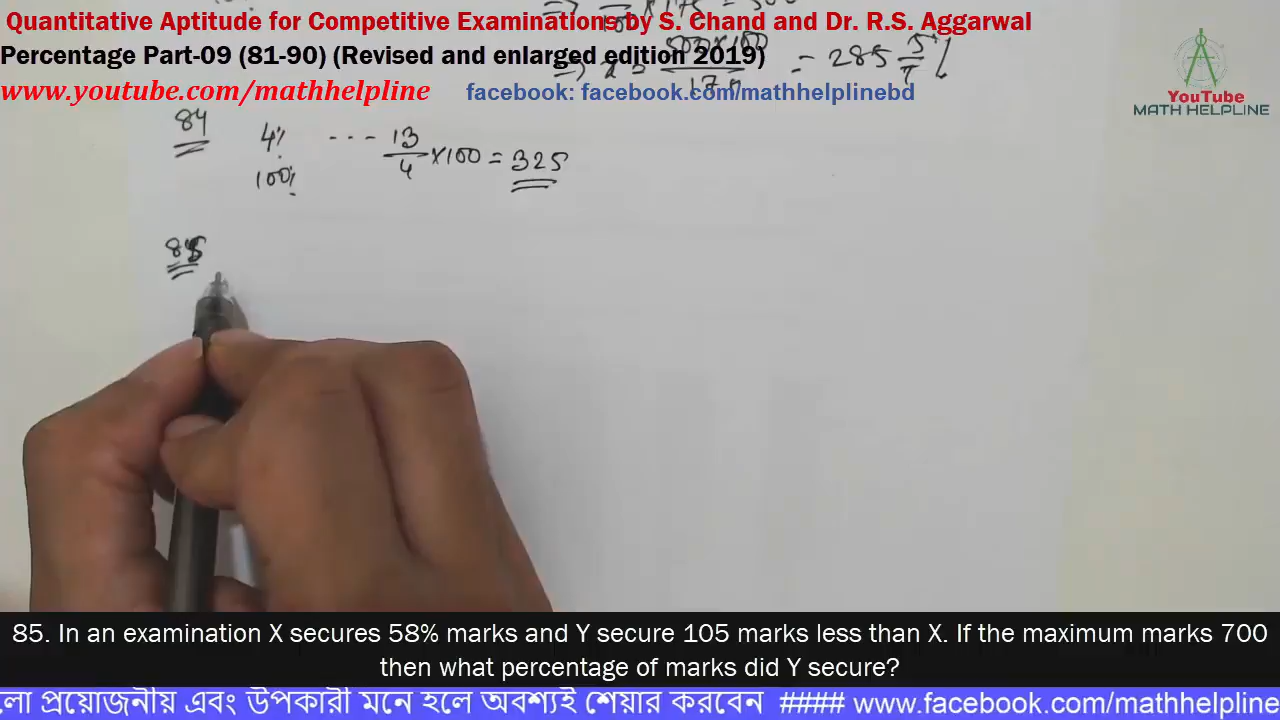 Quantitative Aptitude for Competitive Examinations by S. Chand and Dr. R.S. Aggarwal
Percentage Part-09 (81-90) (Revised and enlarged edition 2019)
= 285 5/7 %
www.youtube.com/mathhelpline facebook: facebook.com/mathhelplinebd
YouTube
MATH HELPLINE
84 4% --- 13/4 ×100 = 325
100%
85
85. In an examination X secures 58% marks and Y secure 105 marks less than X. If the maximum marks 700
then what percentage of marks did Y secure?
লো প্রয়োজনীয় এবং উপকারী মনে হলে অবশ্যই শেয়ার করবেন #### www.facebook.com/mathhelpline